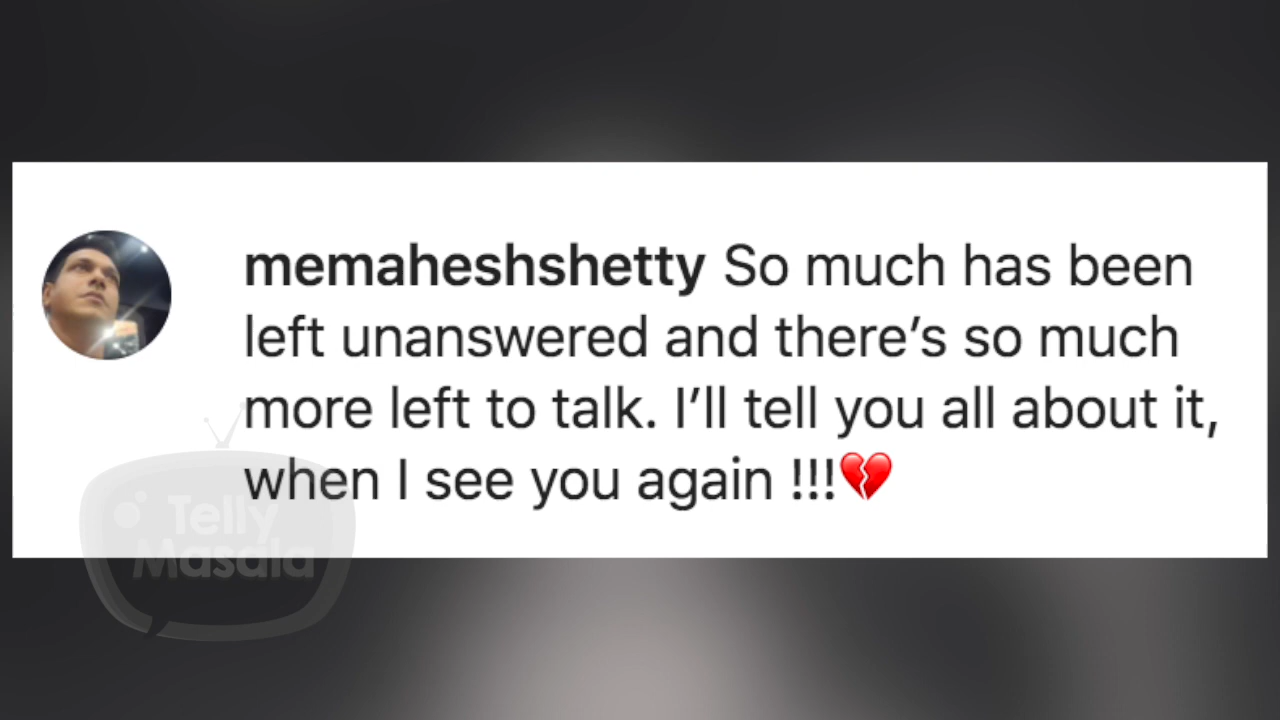 memaheshshetty So much has been
left unanswered and there’s so much
more left to talk. I’ll tell you all about it,
when I see you again !!!💔
Telly
Masala